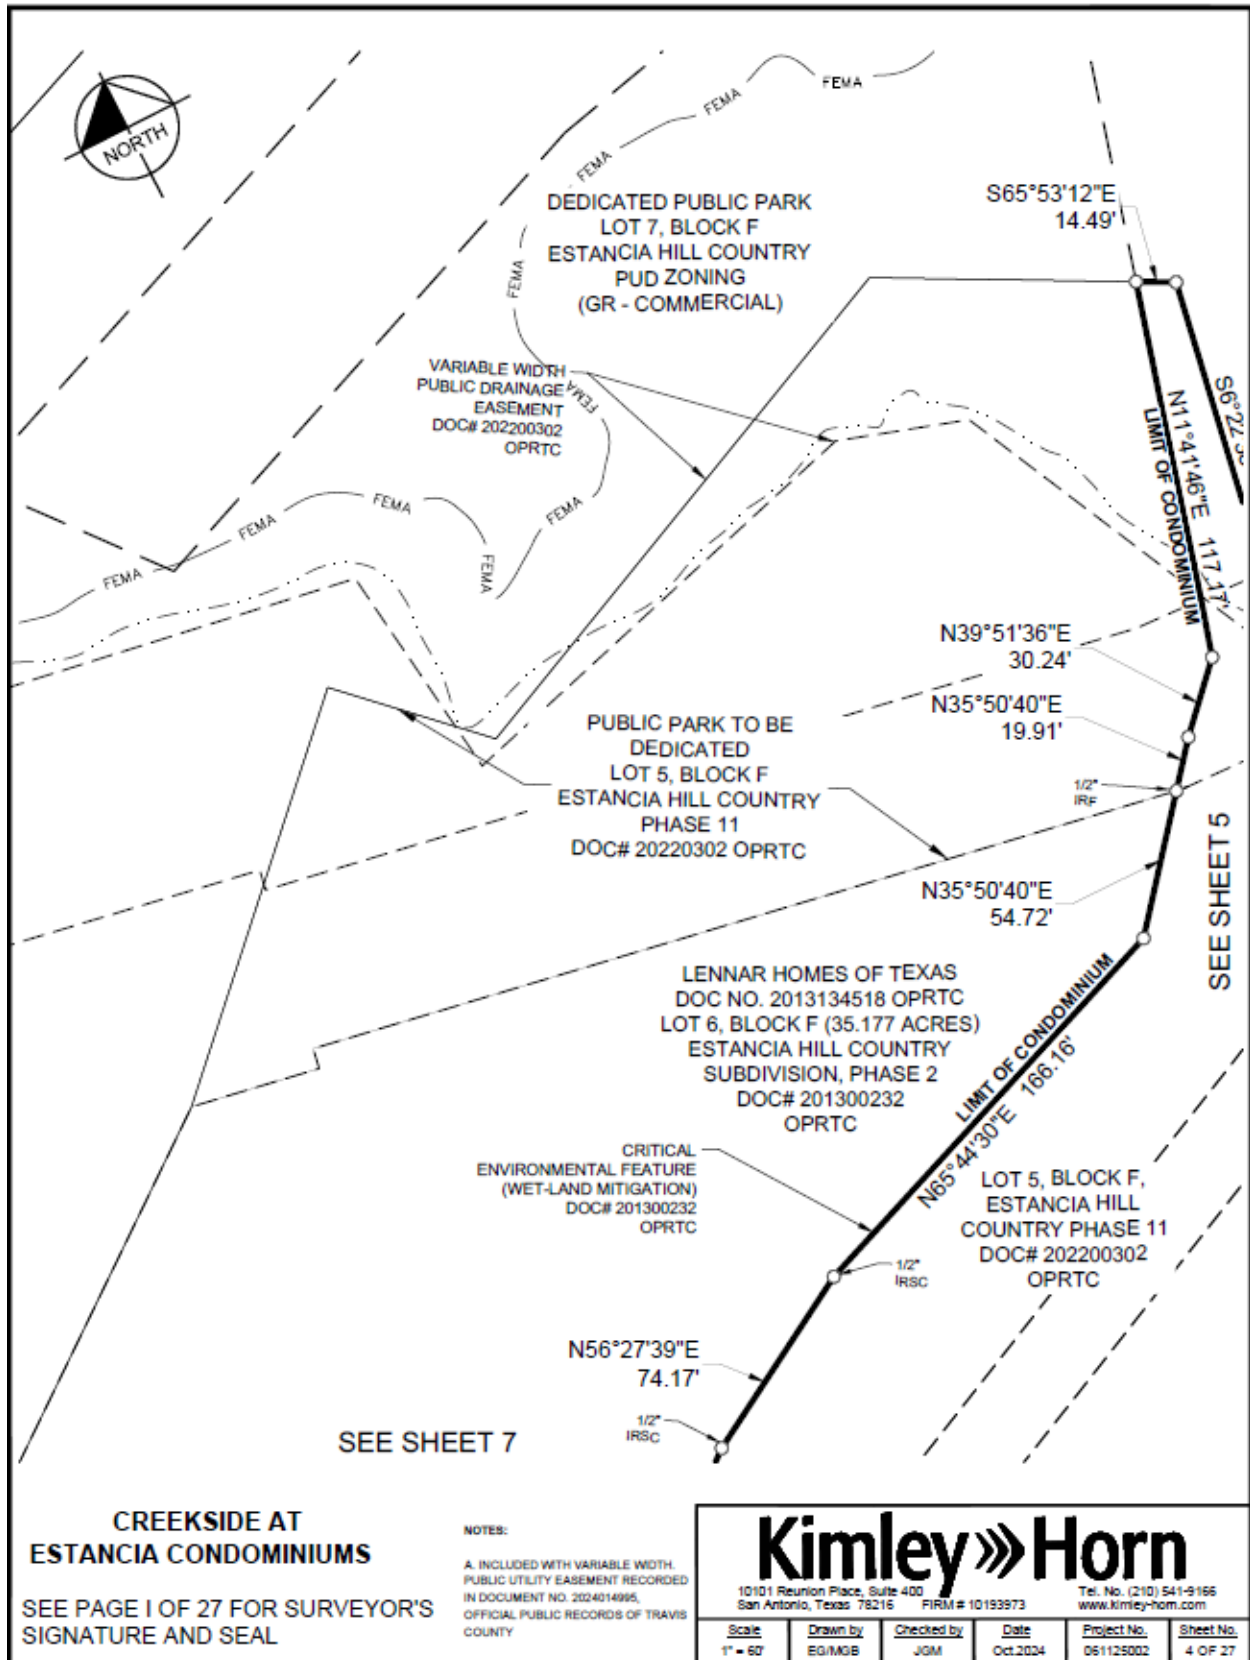 NORTH
FEMA
FEMA
FEMA
DEDICATED PUBLIC PARK
LOT 7, BLOCK F
ESTANCIA HILL COUNTRY
PUD ZONING
(GR - COMMERCIAL)
S65°53'12"E
14.49'
FEMA
VARIABLE WIDTH
PUBLIC DRAINAGE
EASEMENT
DOC# 202200302
OPRTC
FEMA
N11°41'46"E 117.17'
LIMIT OF CONDOMINIUM
FEMA
FEMA
FEMA
FEMA
FEMA
N39°51'36"E
30.24'
N35°50'40"E
19.91'
PUBLIC PARK TO BE
DEDICATED
LOT 5, BLOCK F
ESTANCIA HILL COUNTRY
PHASE 11
DOC# 20220302 OPRTC
1/2"
IRF
SEE SHEET 5
N35°50'40"E
54.72'
LENNAR HOMES OF TEXAS
DOC NO. 2013134518 OPRTC
LOT 6, BLOCK F (35.177 ACRES)
ESTANCIA HILL COUNTRY
SUBDIVISION, PHASE 2
DOC# 201300232
OPRTC
LIMIT OF CONDOMINIUM
N65°44'30"E 166.16'
CRITICAL
ENVIRONMENTAL FEATURE
(WET-LAND MITIGATION)
DOC# 201300232
OPRTC
LOT 5, BLOCK F,
ESTANCIA HILL
COUNTRY PHASE 11
DOC# 202200302
OPRTC
1/2"
IRSC
N56°27'39"E
74.17'
1/2"
IRSC
SEE SHEET 7
CREEKSIDE AT
ESTANCIA CONDOMINIUMS
SEE PAGE I OF 27 FOR SURVEYOR'S
SIGNATURE AND SEAL
NOTES:
A. INCLUDED WITH VARIABLE WIDTH.
PUBLIC UTILITY EASEMENT RECORDED
IN DOCUMENT NO. 2024014995,
OFFICIAL PUBLIC RECORDS OF TRAVIS
COUNTY
Kimley»Horn
10101 Reunion Place, Suite 400
San Antonio, Texas 78216 FIRM # 10193973
Tel. No. (210) 541-9166
www.kimley-horn.com
Scale Drawn by Checked by Date Project No. Sheet No.
1" = 60' EG/MGB JGM Oct.2024 061125002 4 OF 27